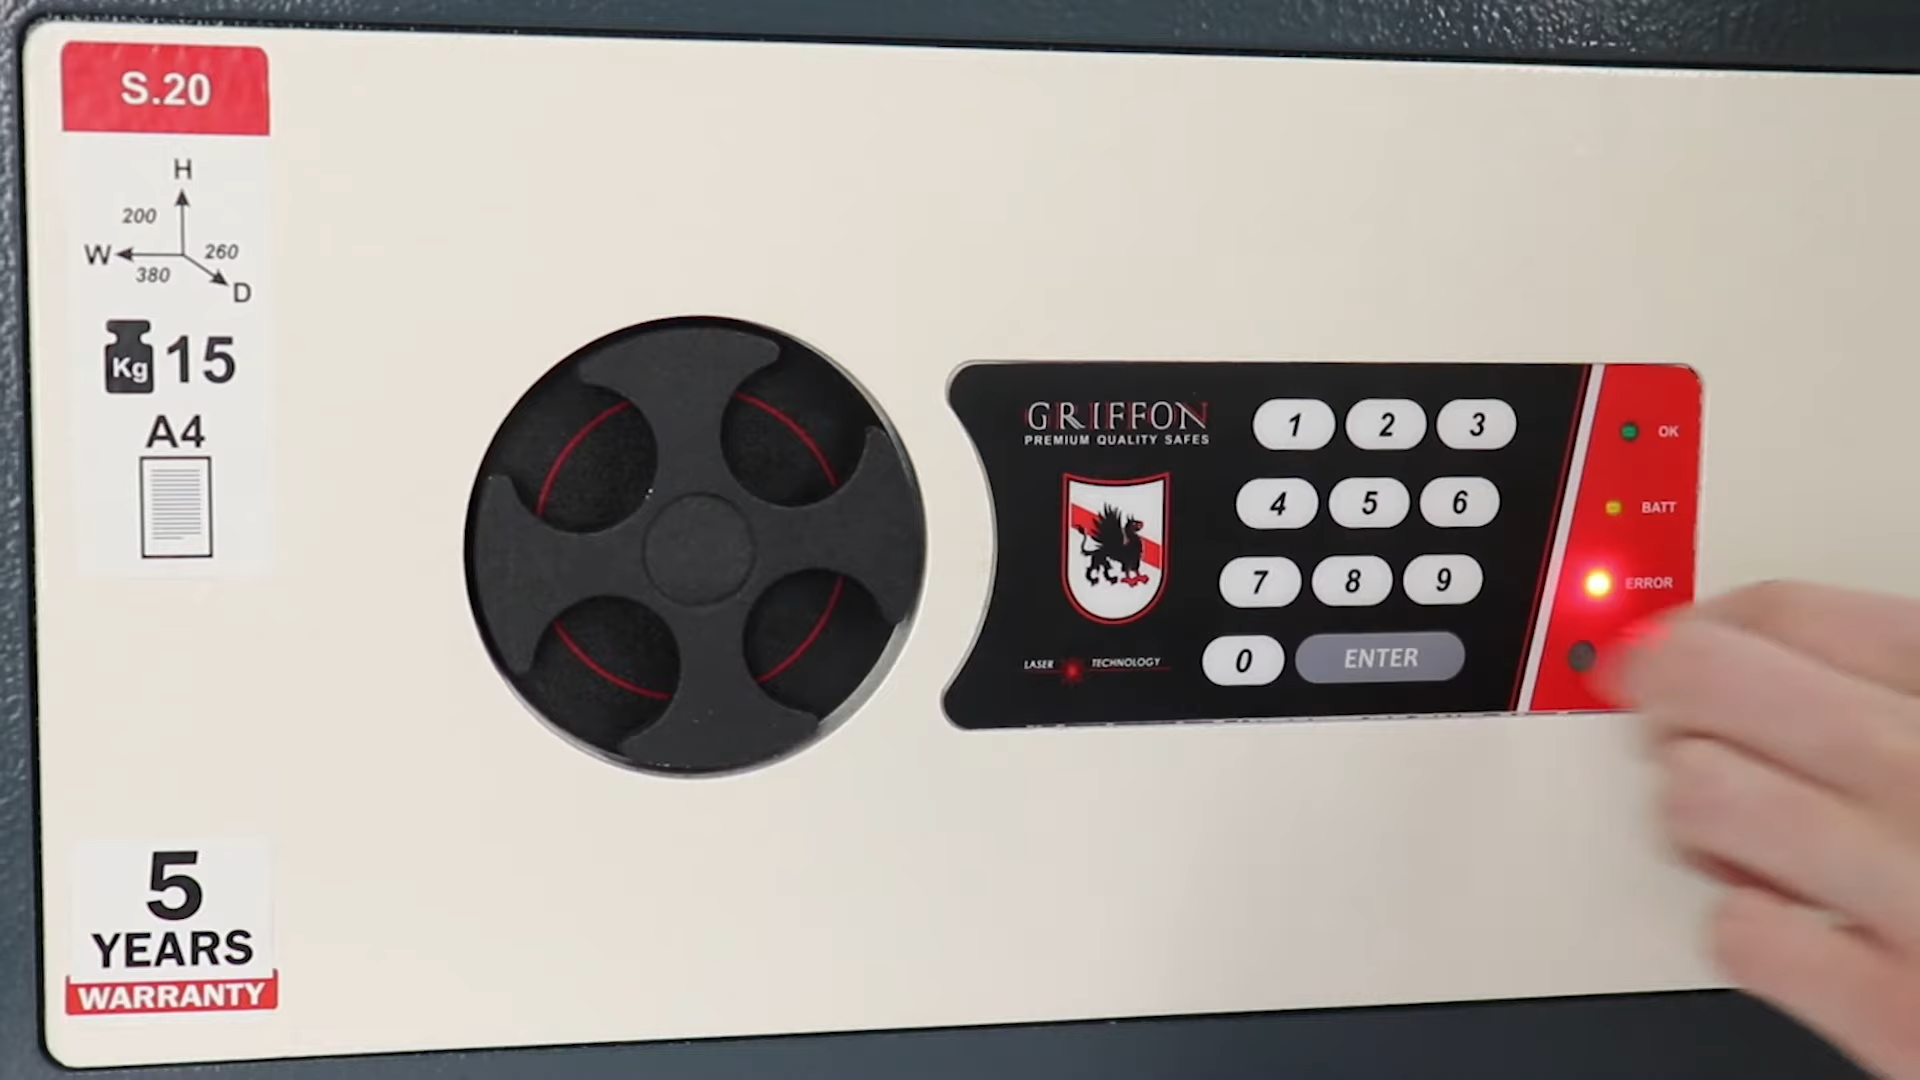 S.20
H
200
W
260
380
D
Kg 15
A4
5
YEARS
WARRANTY
GRIFFON
PREMIUM QUALITY SAFES
LASER TECHNOLOGY
1 2 3
4 5 6
7 8 9
0 ENTER
OK
BATT
ERROR